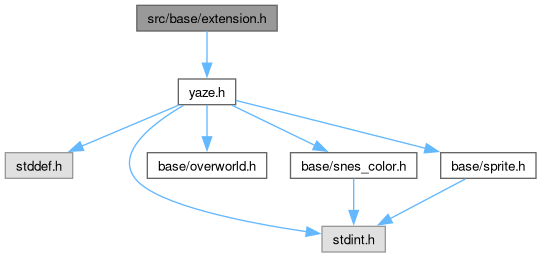 src/base/extension.h
yaze.h
stddef.h
base/overworld.h
base/snes_color.h
base/sprite.h
stdint.h